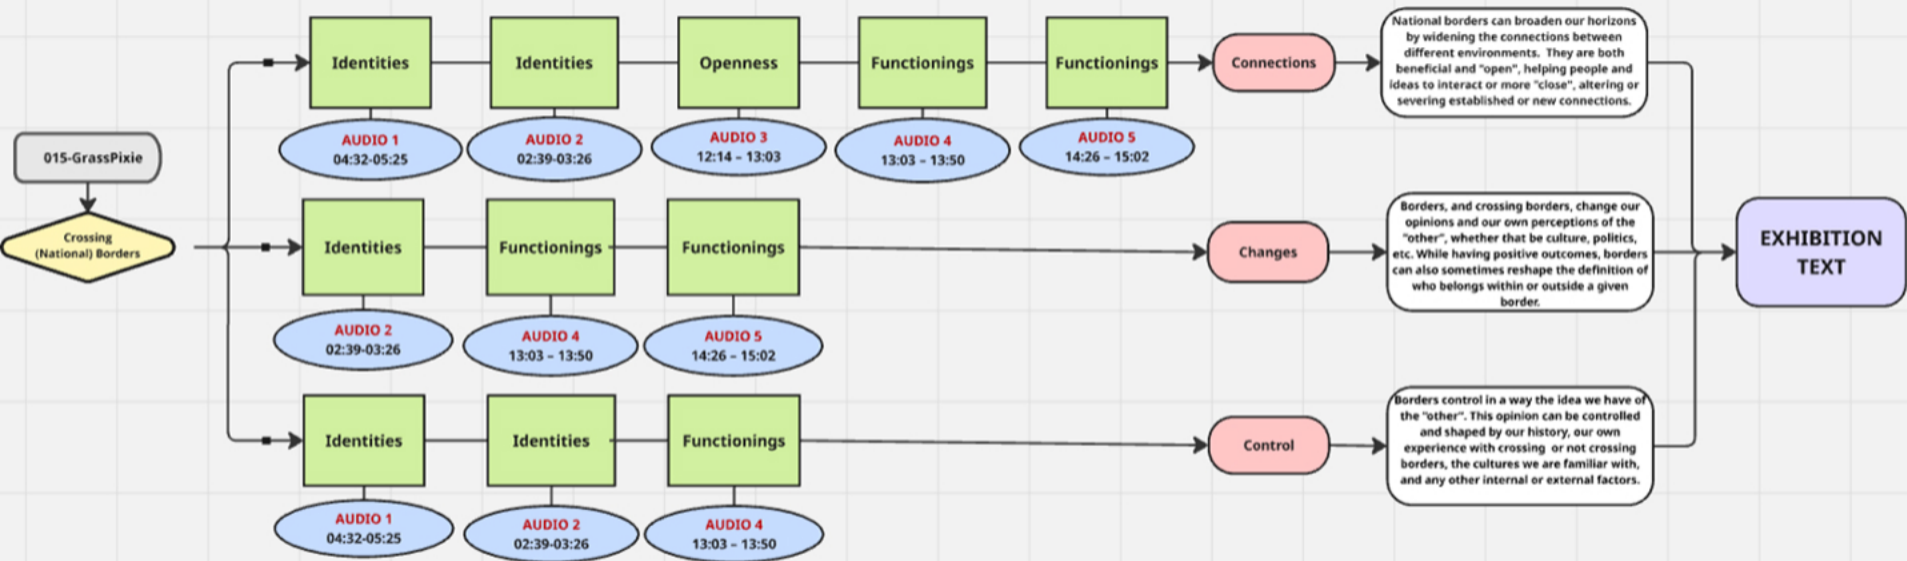 015-GrassPixie
Crossing
(National) Borders
Identities
Identities
Openness
Functionings
Functionings
AUDIO 1
04:32-05:25
AUDIO 2
02:39-03:26
AUDIO 3
12:14 – 13:03
AUDIO 4
13:03 – 13:50
AUDIO 5
14:26 – 15:02
Connections
National borders can broaden our horizons
by widening the connections between
different environments. They are both
beneficial and "open", helping people and
ideas to interact or more "close", altering or
severing established or new connections.
Identities
Functionings
Functionings
AUDIO 2
02:39-03:26
AUDIO 4
13:03 – 13:50
AUDIO 5
14:26 – 15:02
Changes
Borders, and crossing borders, change our
opinions and our own perceptions of the
"other", whether that be culture, politics,
etc. While having positive outcomes, borders
can also sometimes reshape the definition of
who belongs within or outside a given
border.
Identities
Identities
Functionings
AUDIO 1
04:32-05:25
AUDIO 2
02:39-03:26
AUDIO 4
13:03 – 13:50
Control
Borders control in a way the idea we have of
the "other". This opinion can be controlled
and shaped by our history, our own
experience with crossing or not crossing
borders, the cultures we are familiar with,
and any other internal or external factors.
EXHIBITION
TEXT